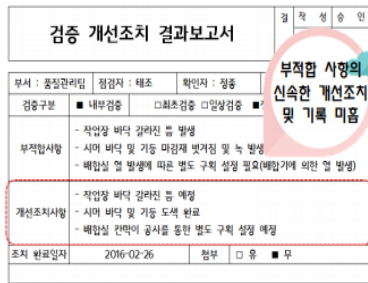 검증 개선조치 결과보고서
결 작 성 승 인
부적합 사항의
신속한 개선조치
및 기록 미흡
부서 : 품질관리팀 점검자 : 태조 확인자 : 정종
검증구분 ■ 내부검증 □최초검증 □일상검증
부적합사항
- 작업장 바닥 갈라진 틈 발생
- 시머 바닥 및 기둥 마감재 벗겨짐 및 녹 발생
- 배합실 열 발생에 따른 별도 구획 설정 필요(배합기에 의한 열 발생)
개선조치사항
- 작업장 바닥 갈라진 틈 예정
- 시머 바닥 및 기둥 도색 완료
- 배합실 칸막이 공사를 통한 별도 구획 설정 예정
조치 완료일자 2016-02-26 첨부 □ 유 ■ 무